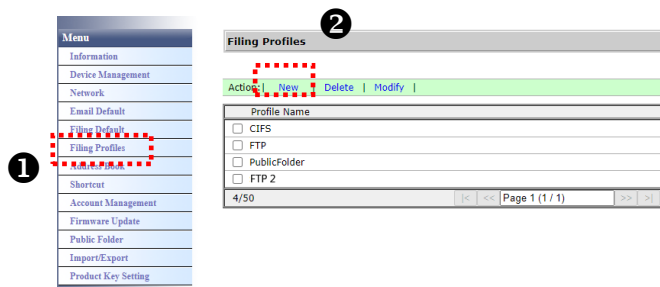 ❷
Menu
Information
Device Management
Network
Email Default
Filing Default
Filing Profiles
Address Book
Shortcut
Account Management
Firmware Update
Public Folder
Import/Export
Product Key Setting
❶
Filing Profiles
Action:| New | Delete | Modify |
Profile Name
CIFS
FTP
PublicFolder
FTP 2
4/50 |< << Page 1 (1 / 1) >> >|